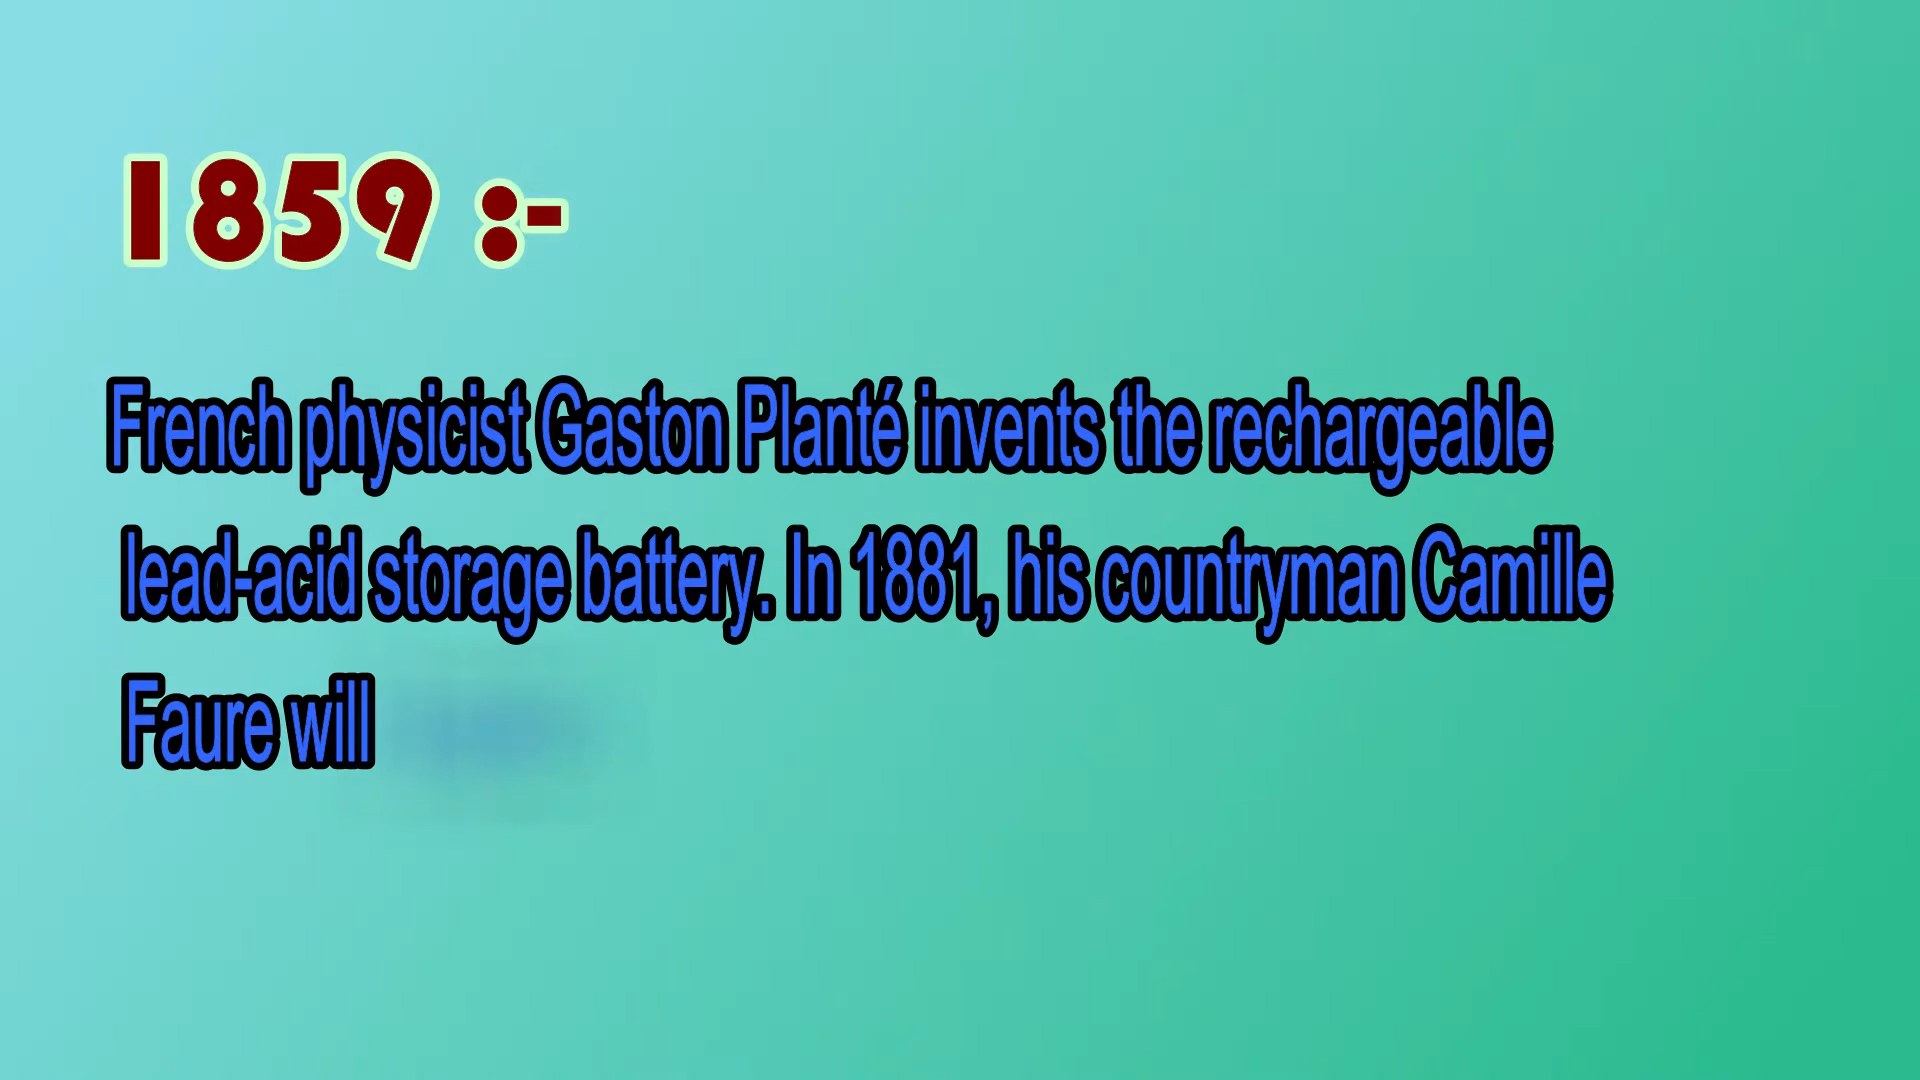 1859 :-
French physicist Gaston Planté invents the rechargeable
lead-acid storage battery. In 1881, his countryman Camille
Faure will